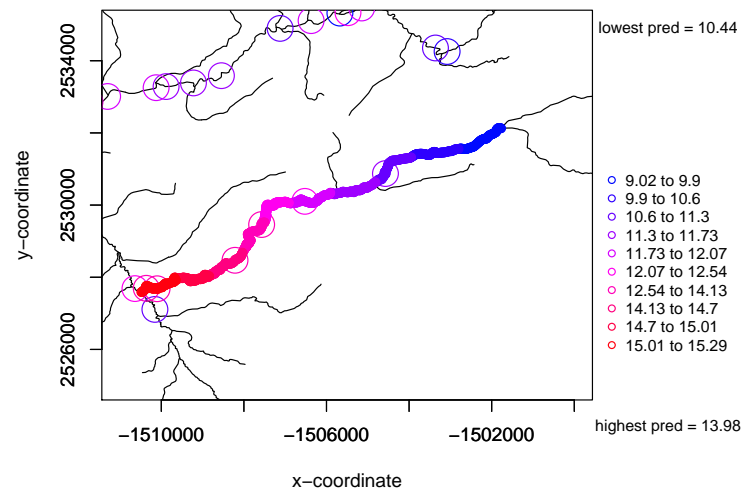 lowest pred = 10.44
2534000
2530000
2526000
y−coordinate
9.02 to 9.9
9.9 to 10.6
10.6 to 11.3
11.3 to 11.73
11.73 to 12.07
12.07 to 12.54
12.54 to 14.13
14.13 to 14.7
14.7 to 15.01
15.01 to 15.29
highest pred = 13.98
−1510000
−1506000
−1502000
x−coordinate